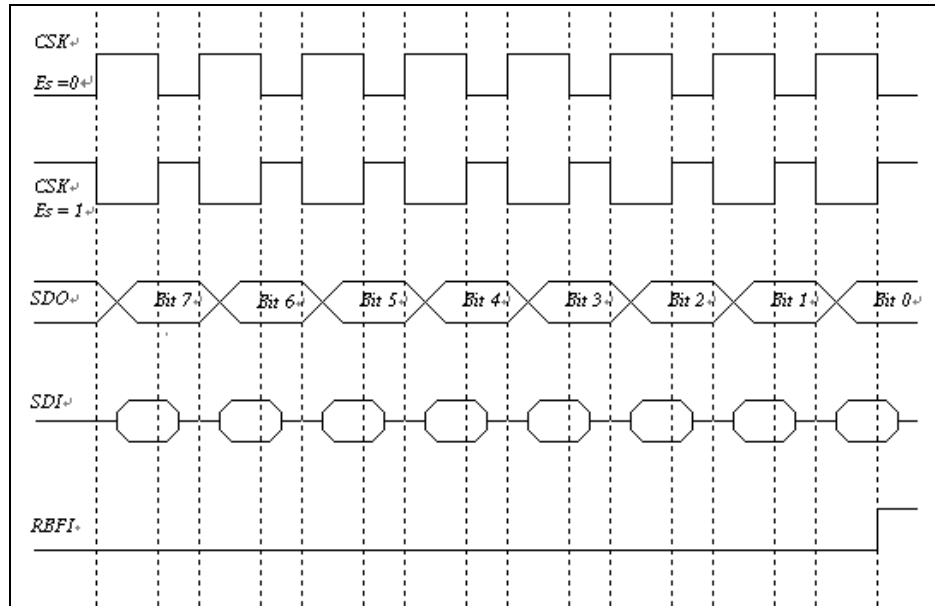 CSK↵
Es =0↵
CSK↵
Es = 1↵
SDO↵ Bit 7↵ Bit 6↵ Bit 5↵ Bit 4↵ Bit 3↵ Bit 2↵ Bit 1↵ Bit 0↵
SDI↵
RBFI↵